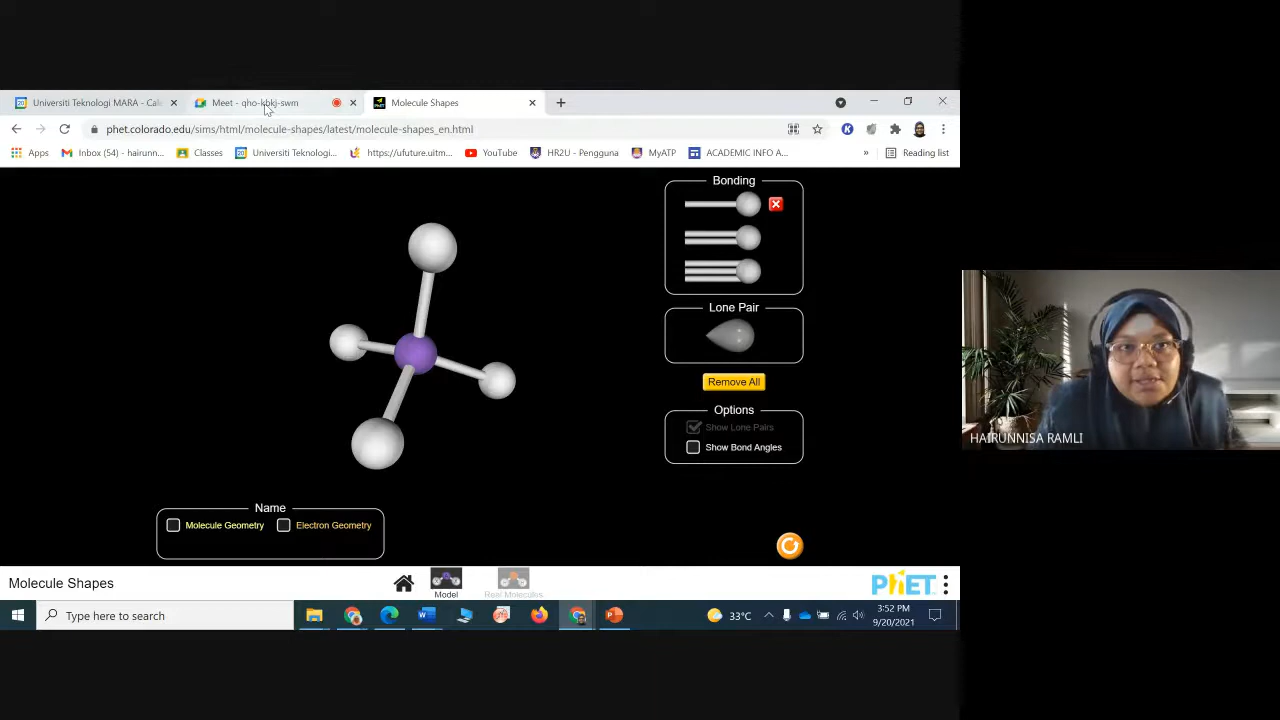 Universiti Teknologi MARA - Cale
Meet - qho-kbkj-swm
Molecule Shapes
phet.colorado.edu/sims/html/molecule-shapes/latest/molecule-shapes_en.html
Apps
Inbox (54) - hairunn...
Classes
Universiti Teknologi...
https://ufuture.uitm...
YouTube
HR2U - Pengguna
MyATP
ACADEMIC INFO A...
»
Reading list
Bonding
Lone Pair
Remove All
Options
Show Lone Pairs
Show Bond Angles
HAIRUNNISA RAMLI
Name
Molecule Geometry
Electron Geometry
Molecule Shapes
Model
Real Molecules
PhET
Type here to search
33°C
3:52 PM
9/20/2021